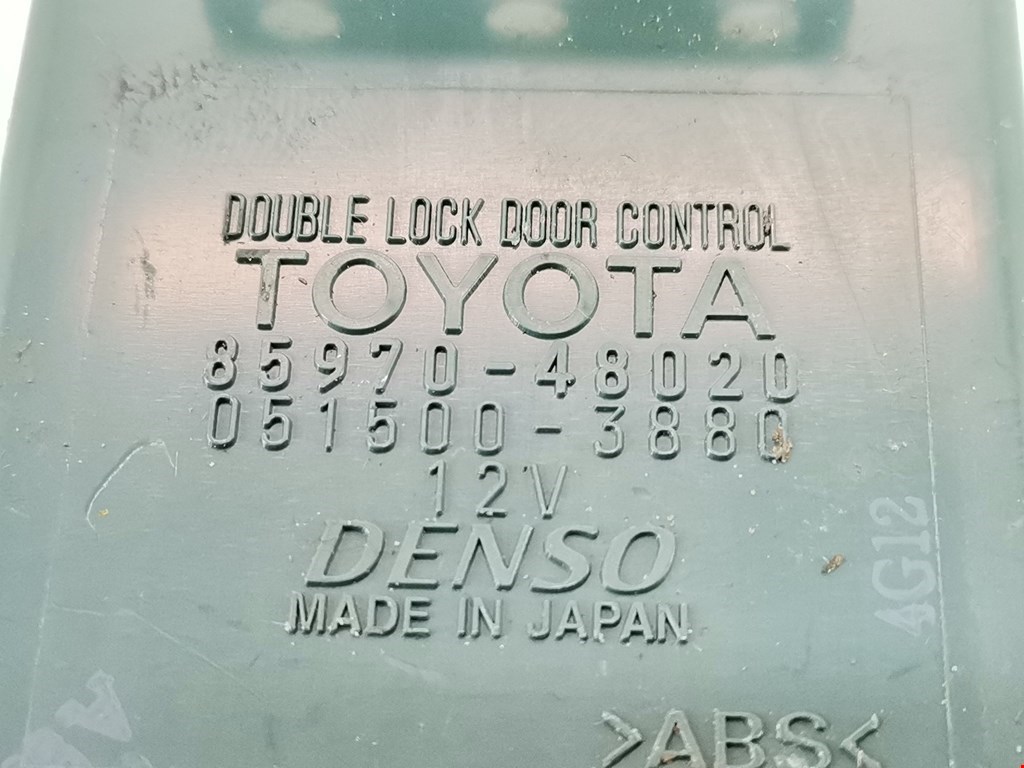 DOUBLE LOCK DOOR CONTROL
TOYOTA
85970-48020
051500-3880
12V
DENSO
MADE IN JAPAN
4G12
>ABS<